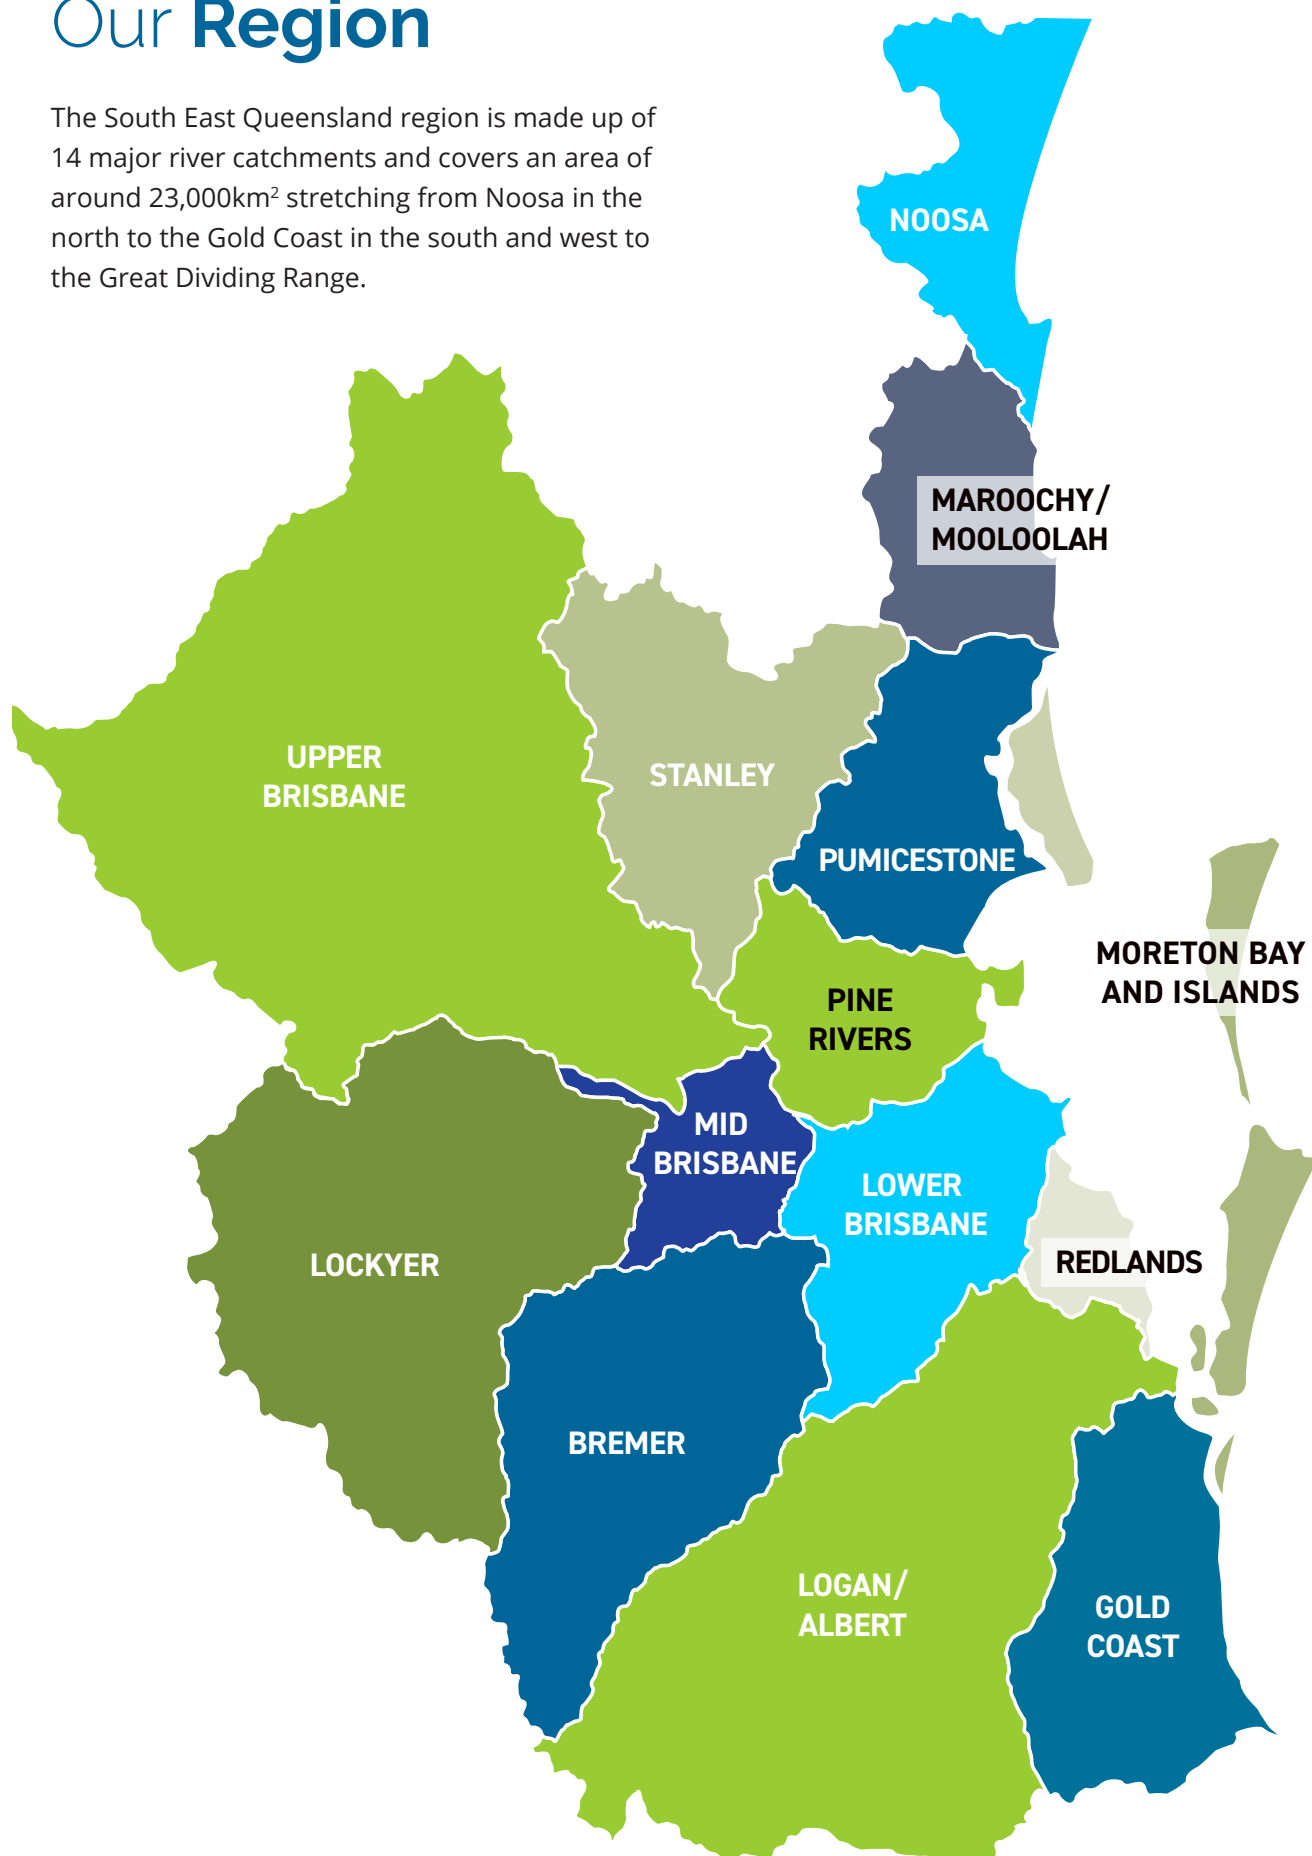 Our Region
The South East Queensland region is made up of
14 major river catchments and covers an area of
around 23,000km² stretching from Noosa in the
north to the Gold Coast in the south and west to
the Great Dividing Range.
NOOSA
MAROOCHY/
MOOLOOLAH
UPPER
BRISBANE
STANLEY
PUMICESTONE
MORETON BAY
AND ISLANDS
PINE
RIVERS
MID
BRISBANE
LOWER
BRISBANE
LOCKYER
REDLANDS
BREMER
LOGAN/
ALBERT
GOLD
COAST